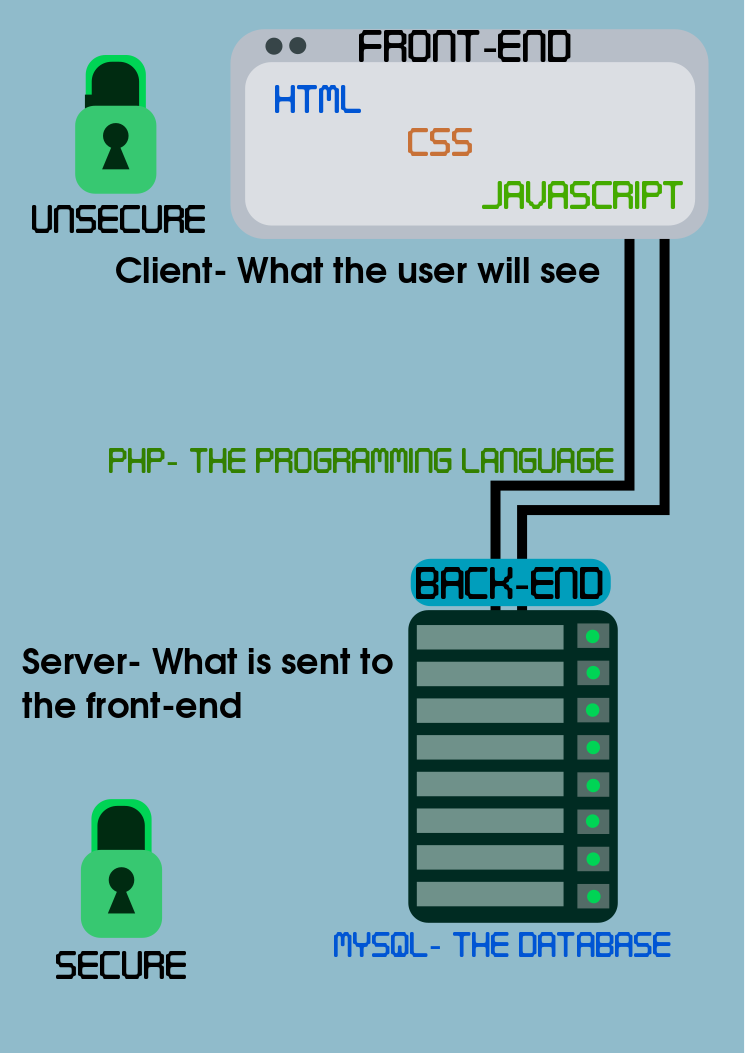 FRONT-END
HTML
CSS
JAVASCRIPT
UNSECURE
Client- What the user will see
PHP- THE PROGRAMMING LANGUAGE
BACK-END
Server- What is sent to
the front-end
MYSQL- THE DATABASE
SECURE